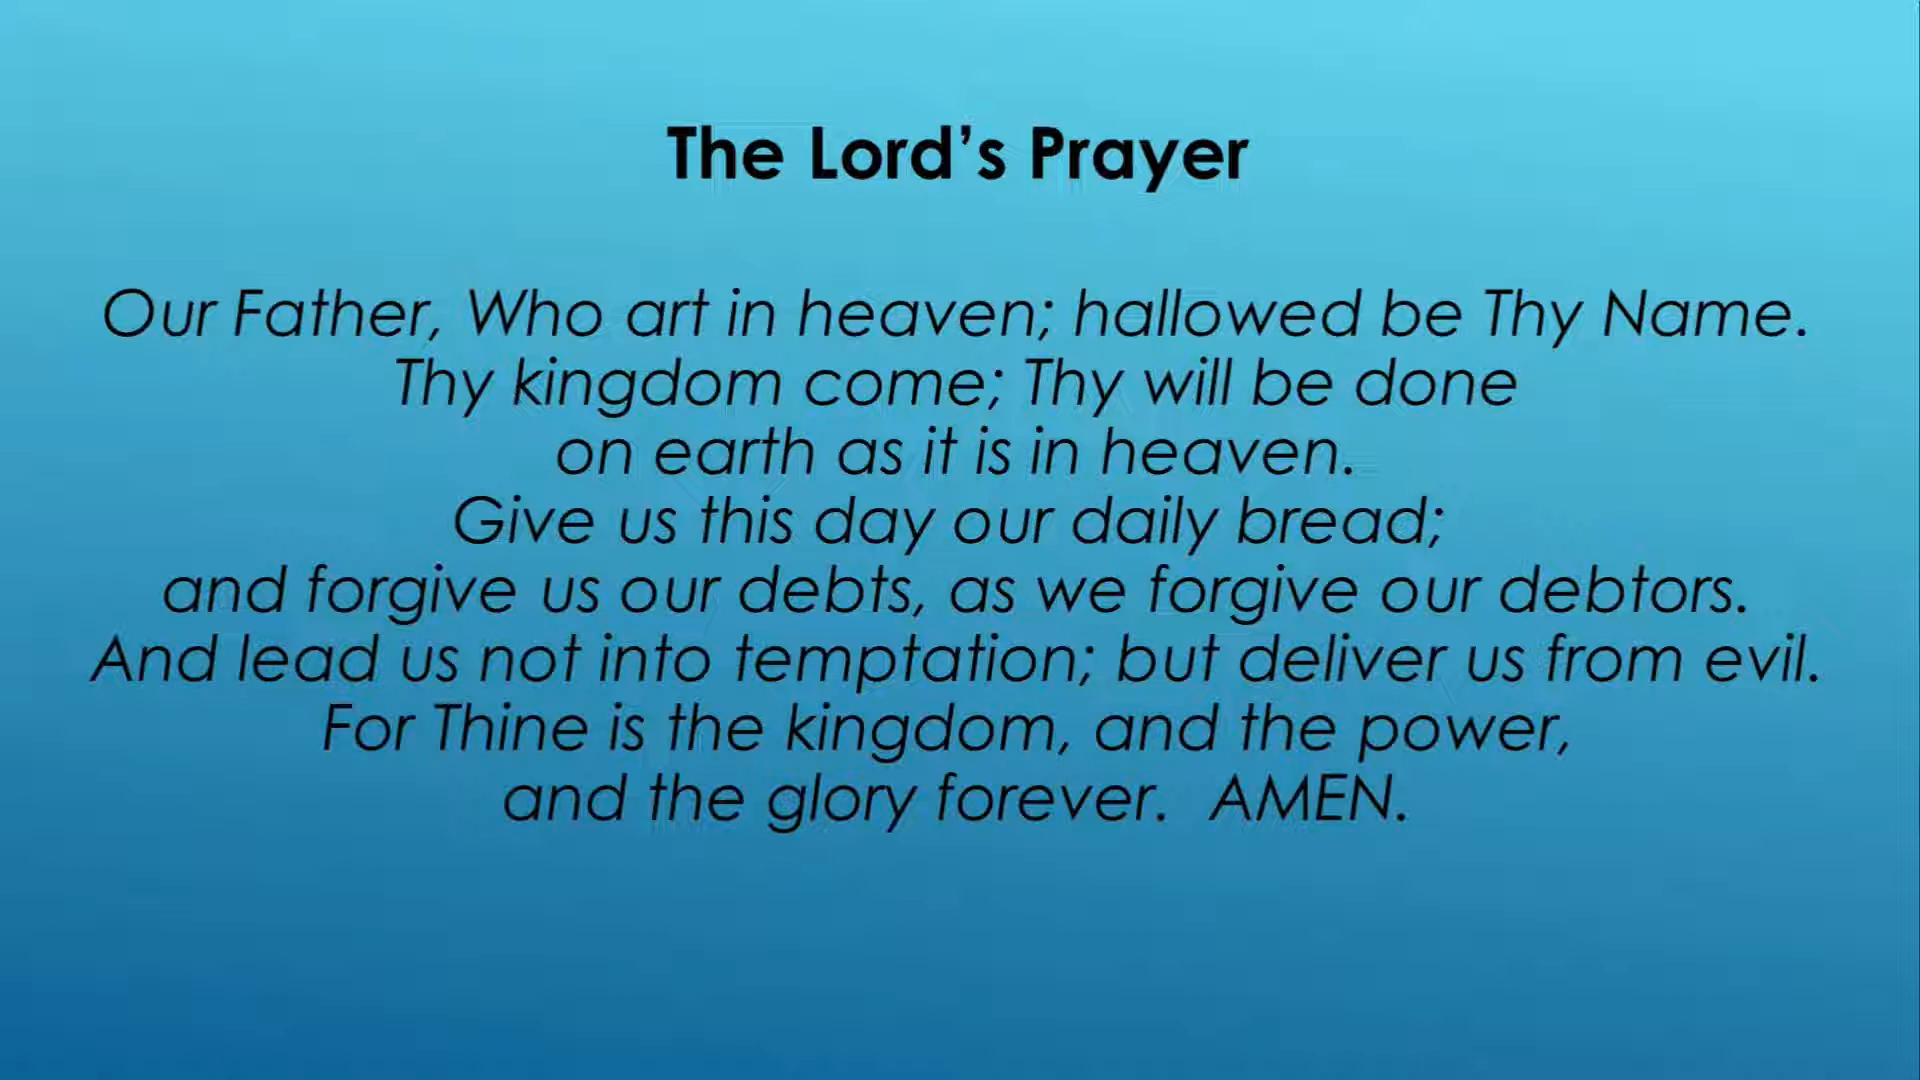 The Lord’s Prayer
Our Father, Who art in heaven; hallowed be Thy Name.
Thy kingdom come; Thy will be done
on earth as it is in heaven.
Give us this day our daily bread;
and forgive us our debts, as we forgive our debtors.
And lead us not into temptation; but deliver us from evil.
For Thine is the kingdom, and the power,
and the glory forever.  AMEN.